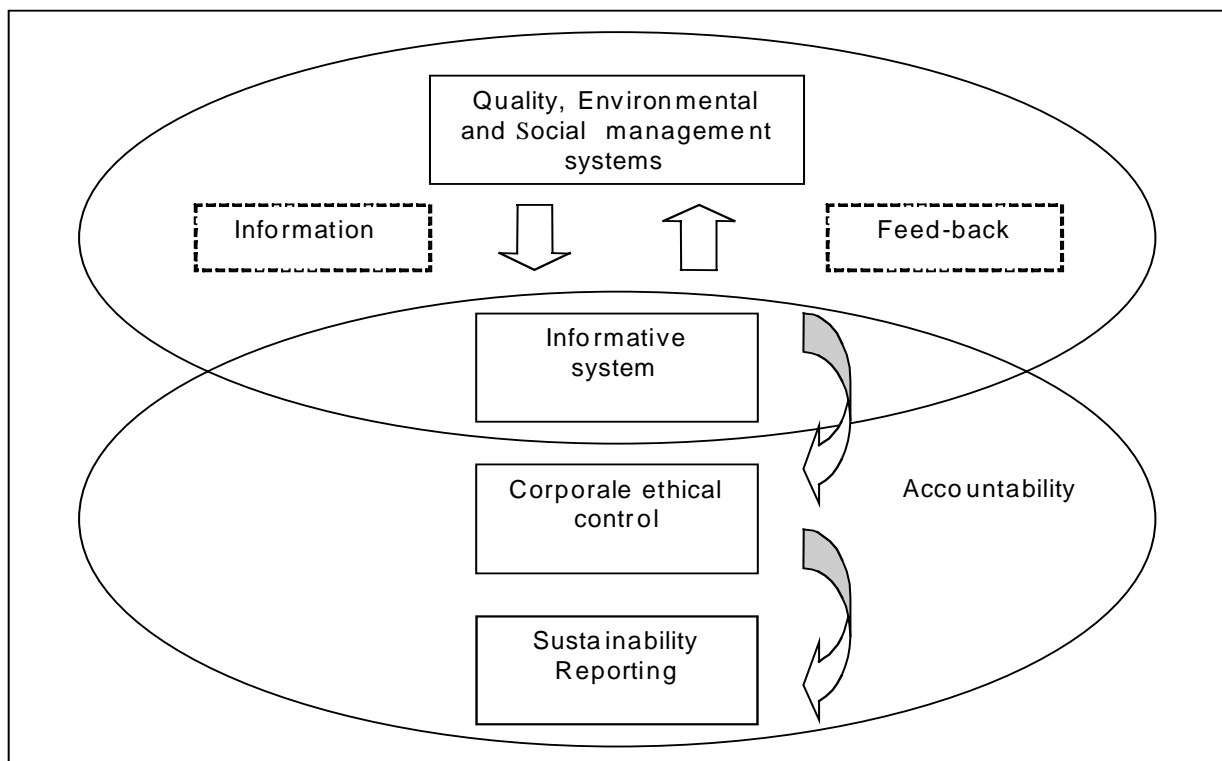 Quality, Environmental
and Social management
systems
Information
Feed-back
Informative
system
Corporale ethical
control
Accountability
Sustainability
Reporting